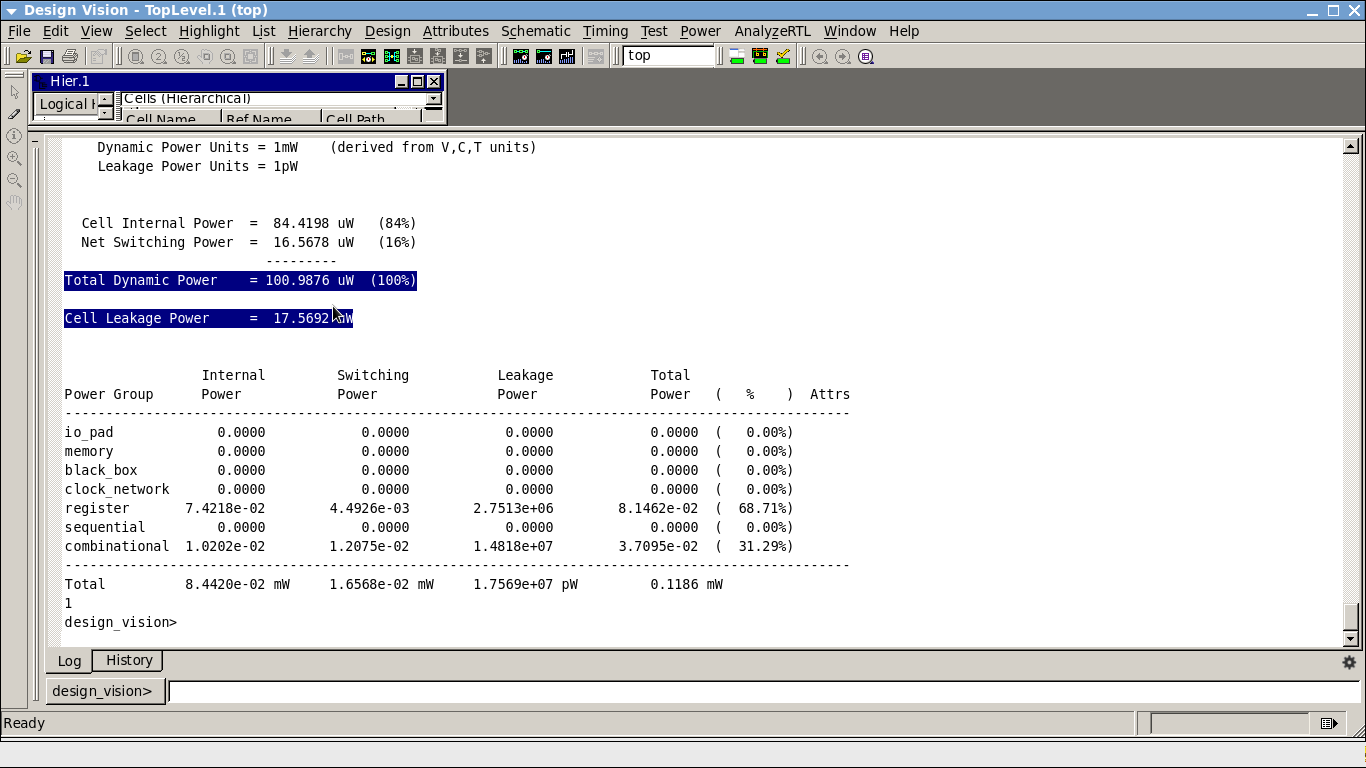 Design Vision - TopLevel.1 (top)
File Edit View Select Highlight List Hierarchy Design Attributes Schematic Timing Test Power AnalyzeRTL Window Help
top
Hier.1
Logical
Cells (Hierarchical)
Cell Name Ref Name Cell Path
Dynamic Power Units = 1mW (derived from V,C,T units)
Leakage Power Units = 1pW
Cell Internal Power = 84.4198 uW (84%)
Net Switching Power = 16.5678 uW (16%)
---------
Total Dynamic Power = 100.9876 uW (100%)
Cell Leakage Power = 17.5692
Internal Switching Leakage Total
Power Group Power Power Power Power ( % ) Attrs
--------------------------------------------------------------------------------------------------
io_pad 0.0000 0.0000 0.0000 0.0000 ( 0.00%)
memory 0.0000 0.0000 0.0000 0.0000 ( 0.00%)
black_box 0.0000 0.0000 0.0000 0.0000 ( 0.00%)
clock_network 0.0000 0.0000 0.0000 0.0000 ( 0.00%)
register 7.4218e-02 4.4926e-03 2.7513e+06 8.1462e-02 ( 68.71%)
sequential 0.0000 0.0000 0.0000 0.0000 ( 0.00%)
combinational 1.0202e-02 1.2075e-02 1.4818e+07 3.7095e-02 ( 31.29%)
--------------------------------------------------------------------------------------------------
Total 8.4420e-02 mW 1.6568e-02 mW 1.7569e+07 pW 0.1186 mW
1
design_vision>
Log History
design_vision>
Ready